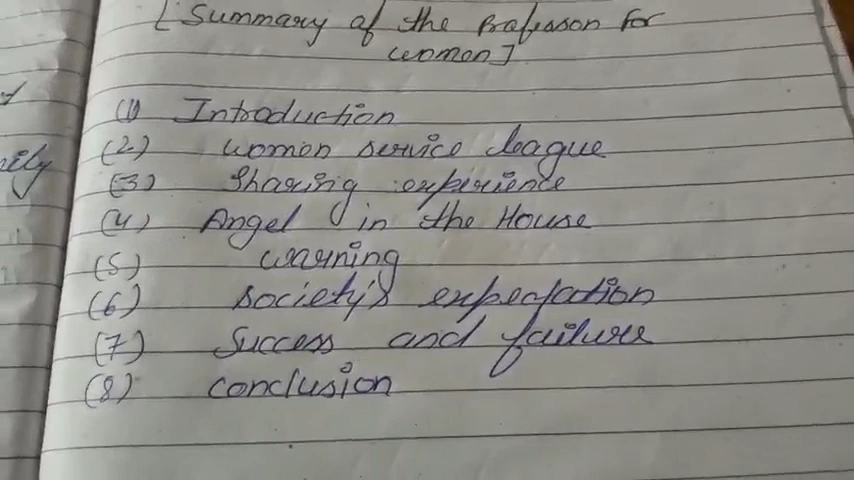 [Summary of the Profession for
women]
(1) Introduction
(2) women service league
(3) Sharing experience
(4) Angel in the House
(5) warning
(6) society's expectation
(7) Success and failure
(8) conclusion